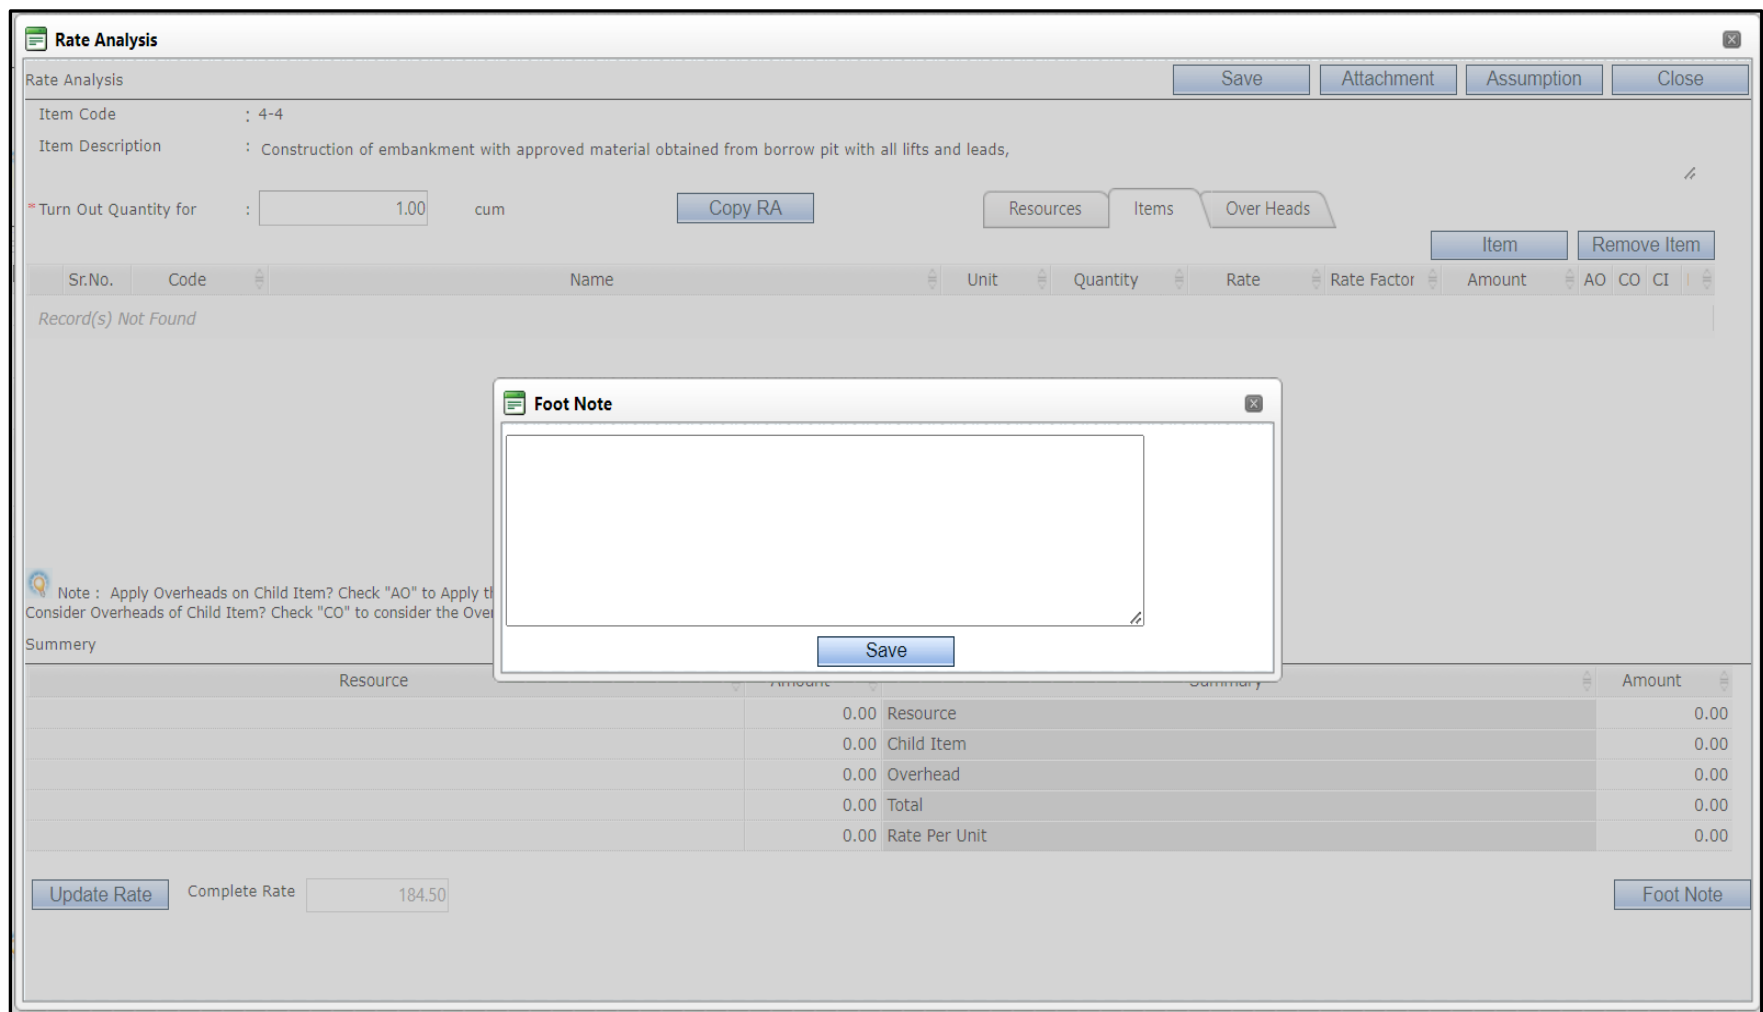 Rate Analysis
Rate Analysis Save Attachment Assumption Close
Item Code : 4-4
Item Description : Construction of embankment with approved material obtained from borrow pit with all lifts and leads,
*Turn Out Quantity for : 1.00 cum Copy RA Resources Items Over Heads
Item Remove Item
Sr.No. Code Name Unit Quantity Rate Rate Factor Amount AO CO CI
Record(s) Not Found
Foot Note
Save
Note : Apply Overheads on Child Item? Check "AO" to Apply
Consider Overheads of Child Item? Check "CO" to consider the
Summery
Resource Amount Summary Amount
0.00 Resource 0.00
0.00 Child Item 0.00
0.00 Overhead 0.00
0.00 Total 0.00
0.00 Rate Per Unit 0.00
Update Rate Complete Rate 184.50 Foot Note